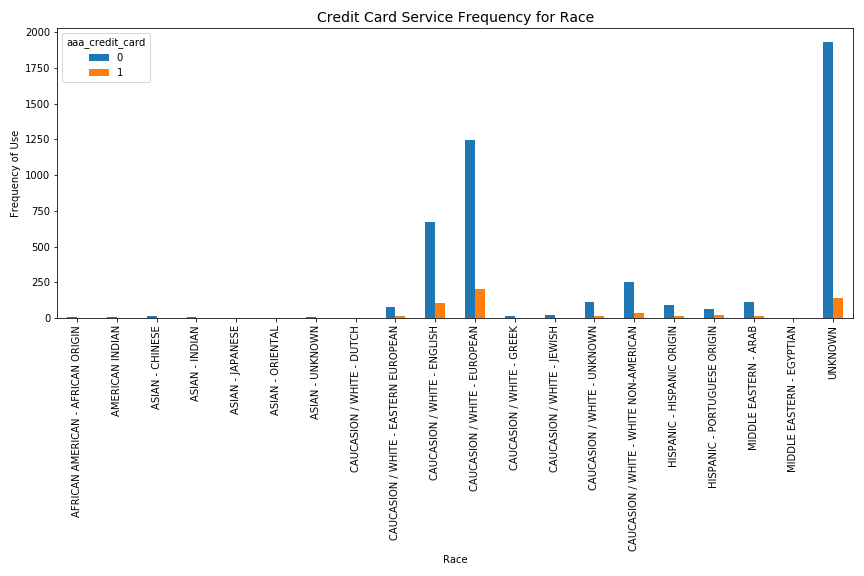 Credit Card Service Frequency for Race
aaa_credit_card
0
1
Frequency of Use
2000
1750
1500
1250
1000
750
500
250
0
AFRICAN AMERICAN - AFRICAN ORIGIN
AMERICAN INDIAN
ASIAN - CHINESE
ASIAN - INDIAN
ASIAN - JAPANESE
ASIAN - ORIENTAL
ASIAN - UNKNOWN
CAUCASION / WHITE - DUTCH
CAUCASION / WHITE - EASTERN EUROPEAN
CAUCASION / WHITE - ENGLISH
CAUCASION / WHITE - EUROPEAN
CAUCASION / WHITE - GREEK
CAUCASION / WHITE - JEWISH
CAUCASION / WHITE - UNKNOWN
CAUCASION / WHITE - WHITE NON-AMERICAN
HISPANIC - HISPANIC ORIGIN
HISPANIC - PORTUGUESE ORIGIN
MIDDLE EASTERN - ARAB
MIDDLE EASTERN - EGYPTIAN
UNKNOWN
Race